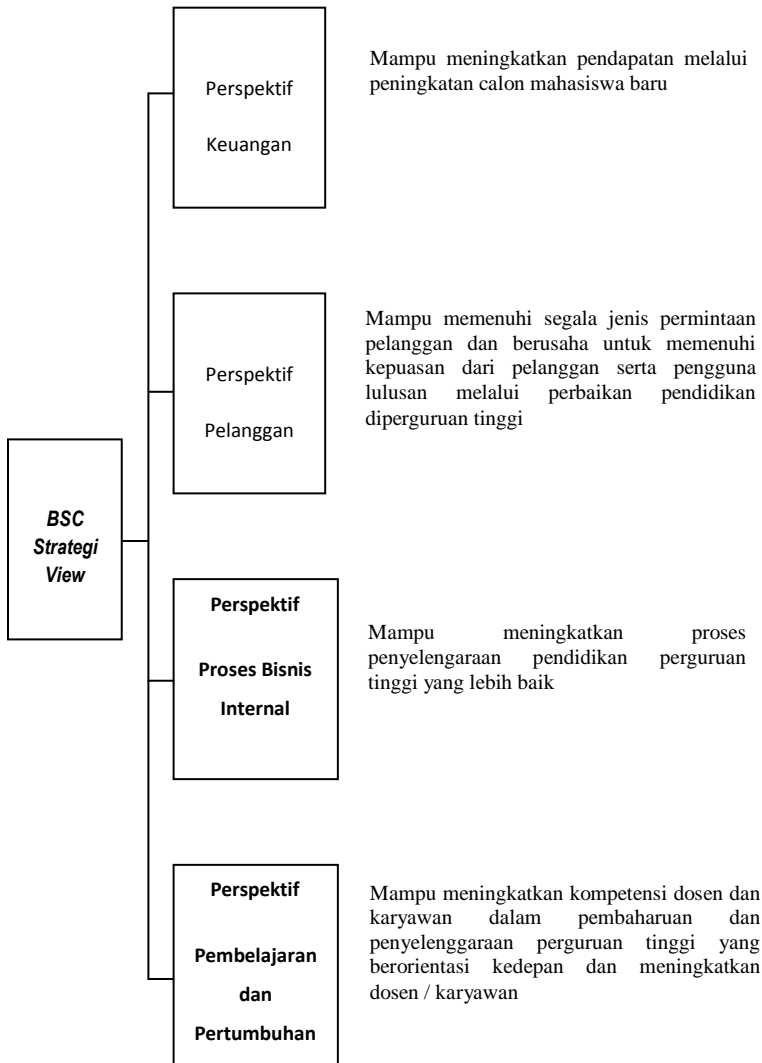 Perspektif
Keuangan
Mampu meningkatkan pendapatan melalui
peningkatan calon mahasiswa baru
Perspektif
Pelanggan
Mampu memenuhi segala jenis permintaan
pelanggan dan berusaha untuk memenuhi
kepuasan dari pelanggan serta pengguna
lulusan melalui perbaikan pendidikan
diperguruan tinggi
BSC
Strategi
View
Perspektif
Proses Bisnis
Internal
Mampu meningkatkan proses
penyelengaraan pendidikan perguruan
tinggi yang lebih baik
Perspektif
Pembelajaran
dan
Pertumbuhan
Mampu meningkatkan kompetensi dosen dan
karyawan dalam pembaharuan dan
penyelenggaraan perguruan tinggi yang
berorientasi kedepan dan meningkatkan
dosen / karyawan